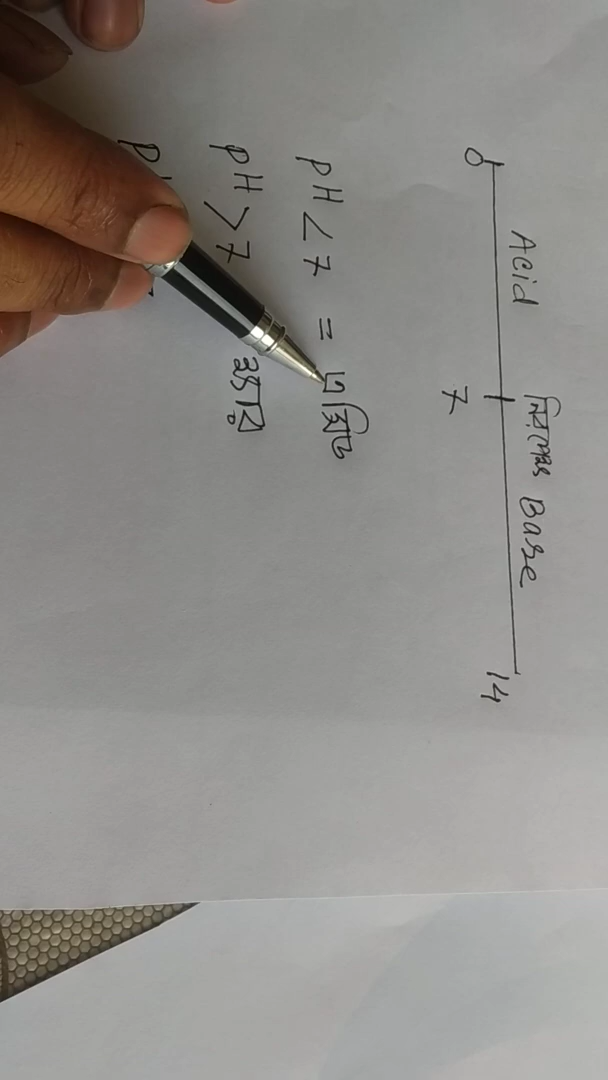 Acid নিরপেক্ষ Base
0 7 14
pH < 7 = এসিড
pH > 7 ক্ষার